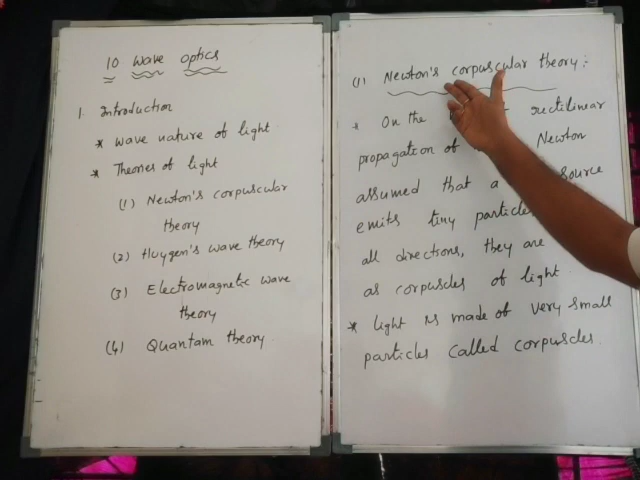 10 Wave Optics
1. Introduction
* Wave nature of light
* Theories of light
(1) Newton's corpuscular
theory
(2) Huygen's wave theory
(3) Electromagnetic wave
theory
(4) Quantam theory
(1) Newton's corpuscular theory:
* On the rectilinear
propagation of Newton
assumed that a source
emits tiny particles
all directions, they are
as corpuscles of light
* light is made of very small
particles called corpuscles.